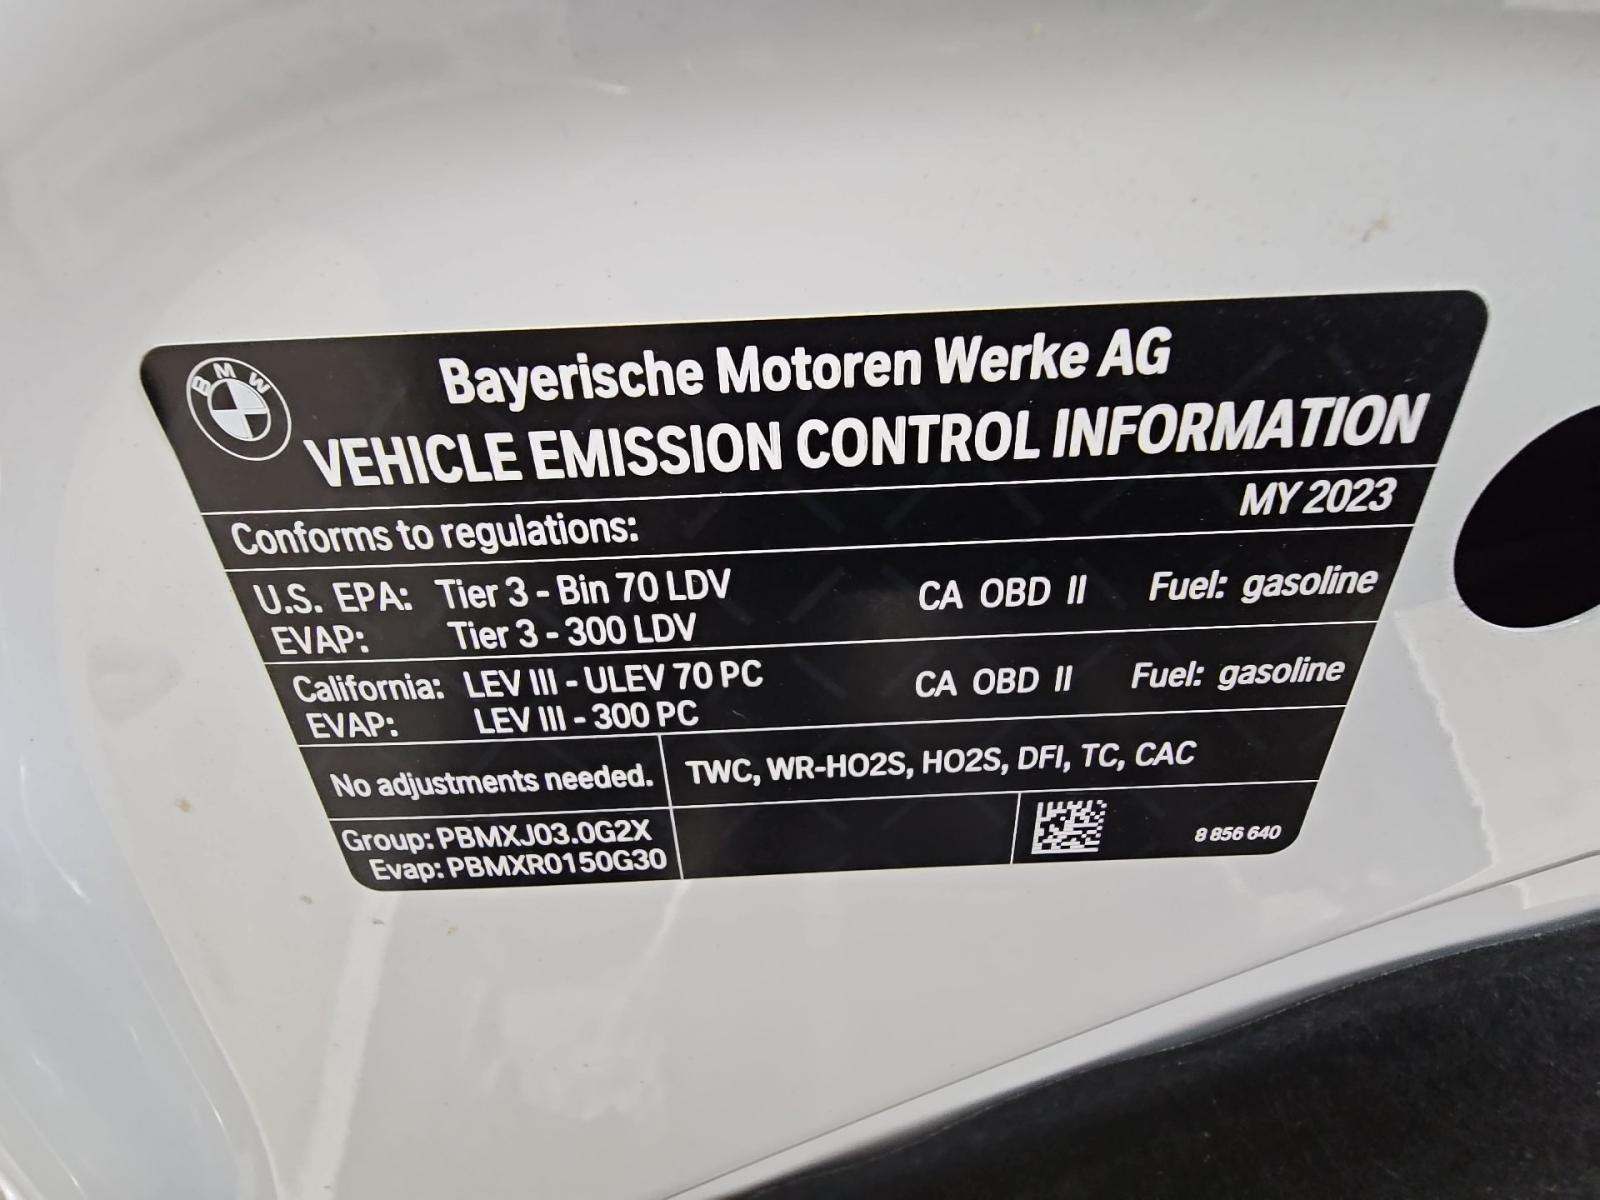 BMW
Bayerische Motoren Werke AG
VEHICLE EMISSION CONTROL INFORMATION
Conforms to regulations: MY 2023
U.S. EPA: Tier 3 - Bin 70 LDV CA OBD II Fuel: gasoline
EVAP: Tier 3 - 300 LDV
California: LEV III - ULEV 70 PC CA OBD II Fuel: gasoline
EVAP: LEV III - 300 PC
No adjustments needed. TWC, WR-HO2S, HO2S, DFI, TC, CAC
Group: PBMXJ03.0G2X
Evap: PBMXR0150G30
8 856 640